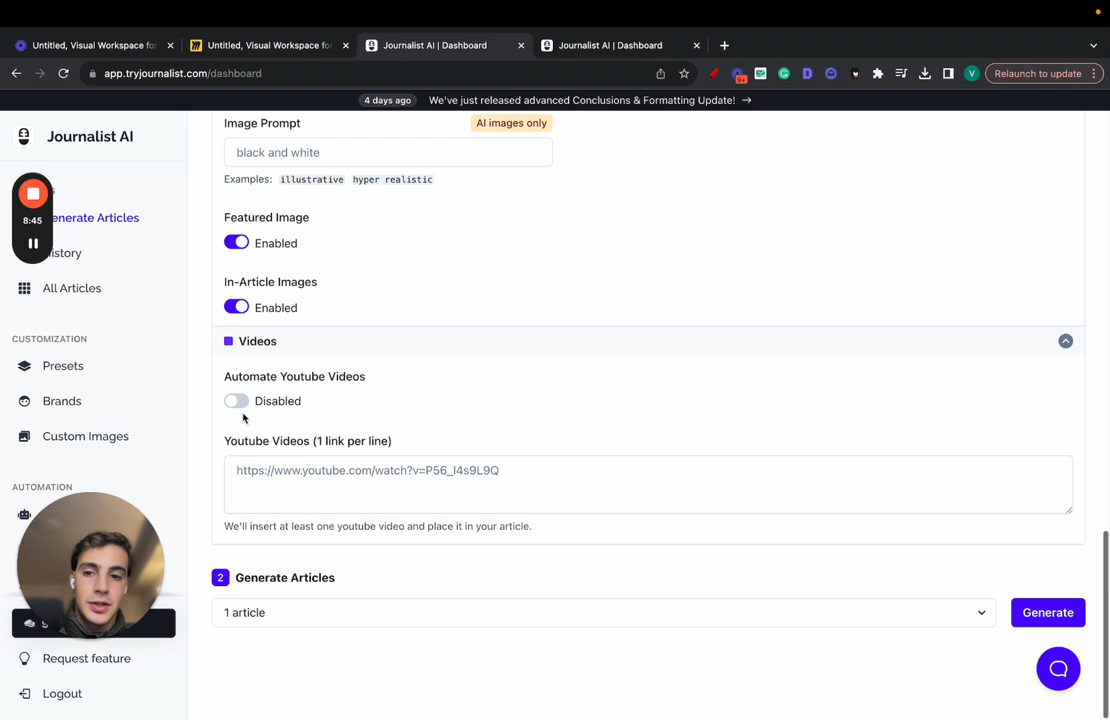 Untitled, Visual Workspace for
Untitled, Visual Workspace for
Journalist AI | Dashboard
Journalist AI | Dashboard
app.tryjournalist.com/dashboard
9+
V
Relaunch to update
4 days ago We've just released advanced Conclusions & Formatting Update! →
Journalist AI
Image Prompt
AI images only
black and white
Examples: illustrative hyper realistic
8:45
enerate Articles
istory
All Articles
Featured Image
Enabled
In-Article Images
Enabled
CUSTOMIZATION
Presets
Brands
Custom Images
AUTOMATION
Videos
Automate Youtube Videos
Disabled
Youtube Videos (1 link per line)
https://www.youtube.com/watch?v=P56_I4s9L9Q
We'll insert at least one youtube video and place it in your article.
2 Generate Articles
1 article
Generate
Request feature
Logout